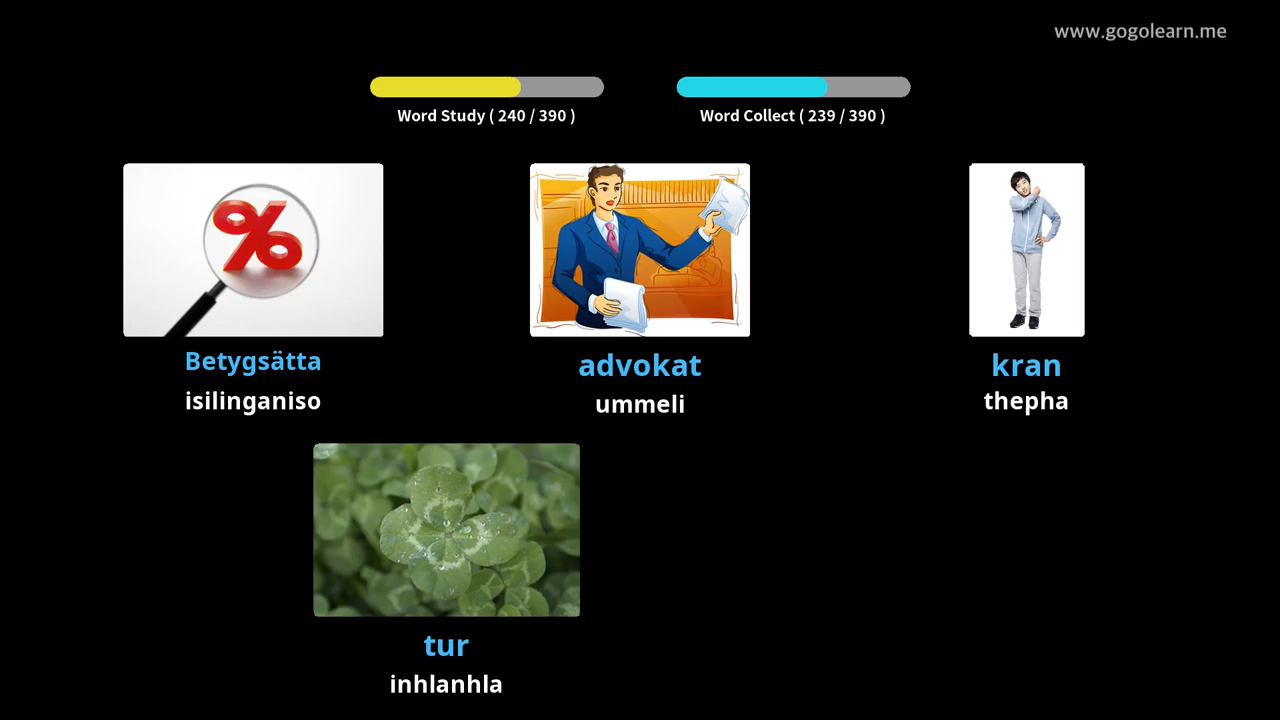 www.gogolearn.me
Word Study ( 240 / 390 )
Word Collect ( 239 / 390 )
Betygsätta
isilinganiso
advokat
ummeli
kran
thepha
tur
inhlanhla